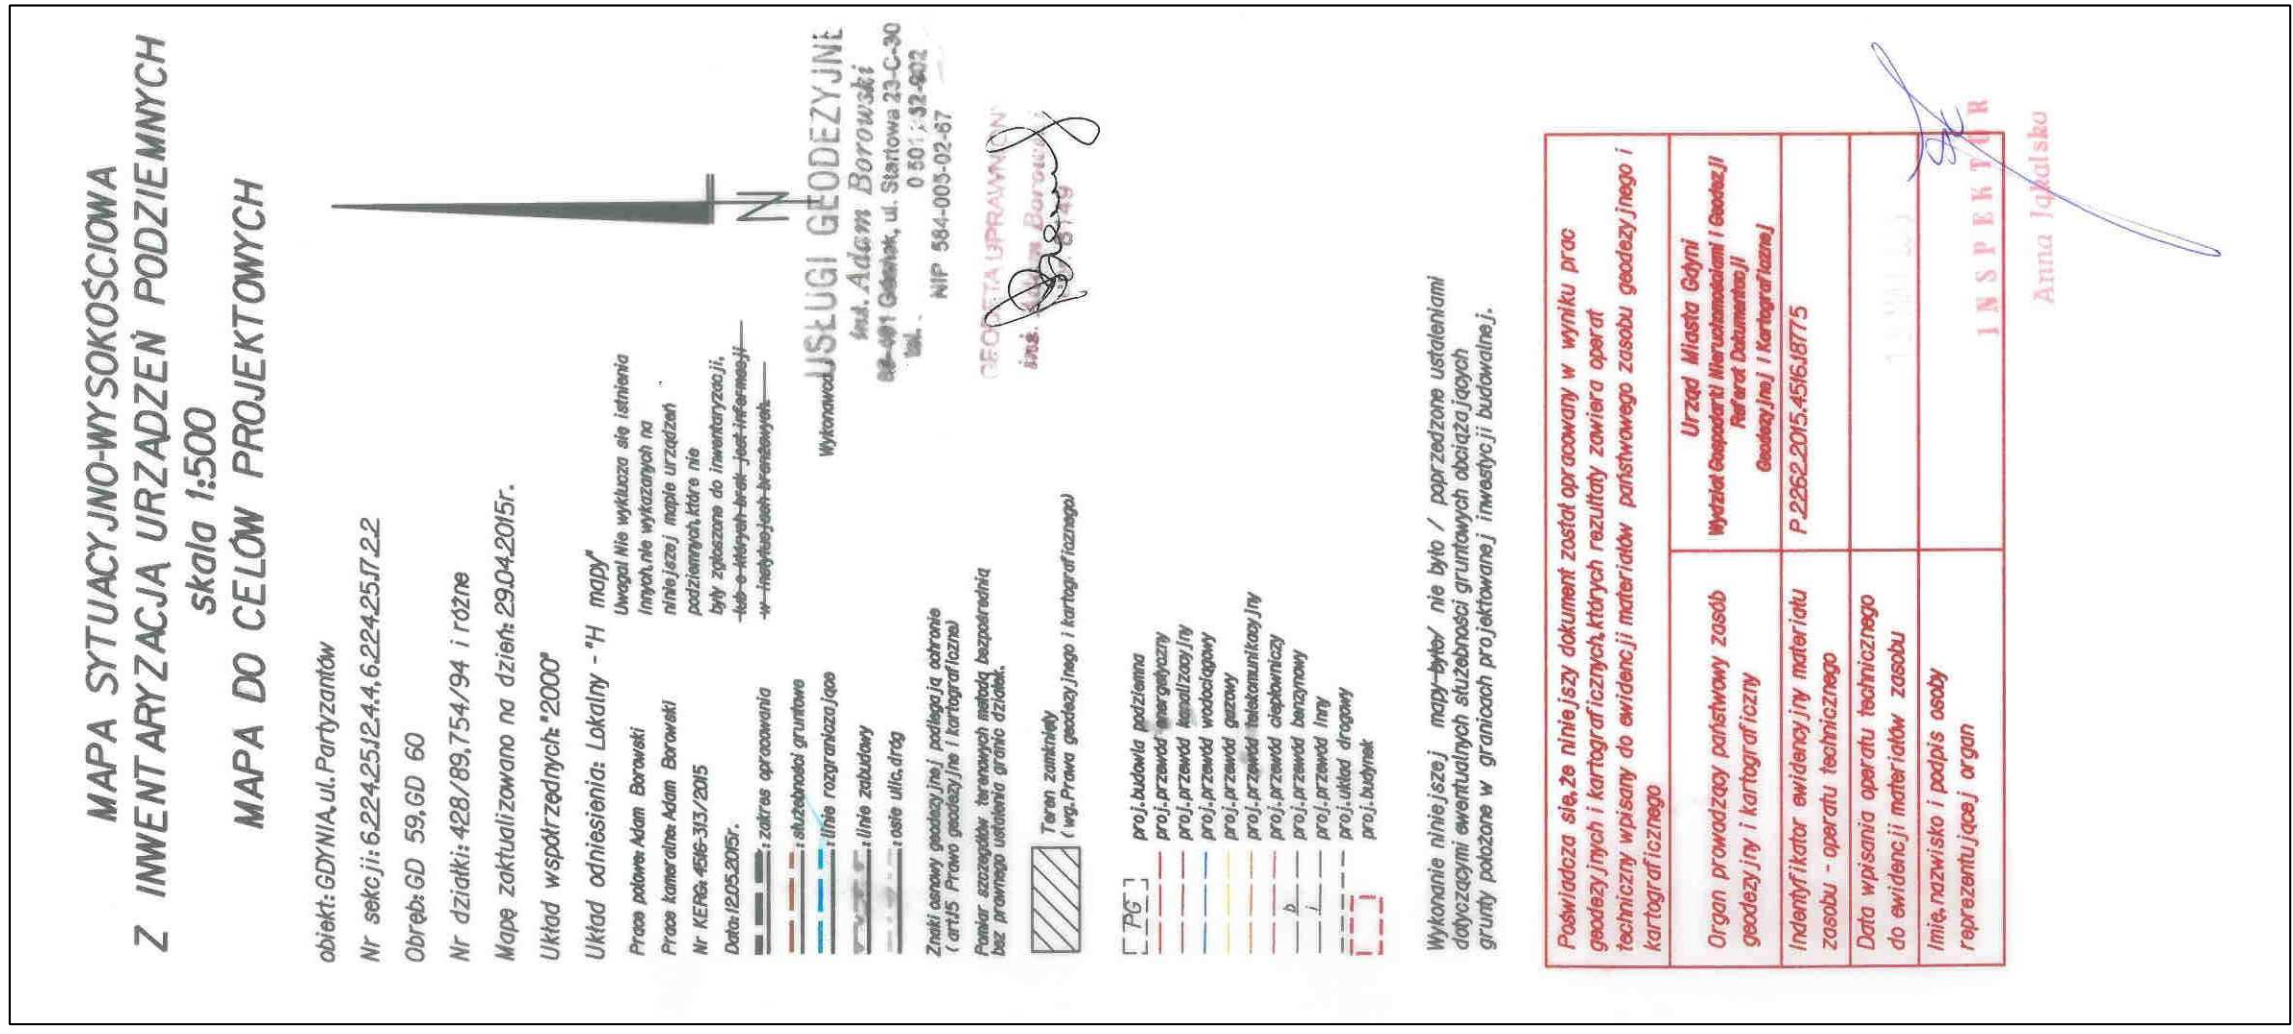 MAPA SYTUACYJNO-WYSOKOŚCIOWA
Z INWENTARYZACJĄ URZĄDZEŃ PODZIEMNYCH
skala 1:500
MAPA DO CELÓW PROJEKTOWYCH
obiekt: GDYNIA, ul. Partyzantów
Nr sekcji: 6.224.25.12.4.4, 6.224.25.17.2.2
Obręb: GD 59, GD 60
Nr działki: 428/89, 754/94 i różne
Mapę zaktualizowano na dzień: 29.04.2015r.
Układ współrzędnych: "2000"
Układ odniesienia: Lokalny - "H mapy"
Prace polowe: Adam Borowski
Prace kameralne: Adam Borowski
Nr KERG: 4516-313/2015
Data: 12.05.2015r.
Uwaga! Nie wyklucza się istnienia
innych, nie wykazanych na
niniejszej mapie urządzeń
podziemnych, które nie
były zgłoszone do inwentaryzacji,
lub o których brak jest informacji
w instytucjach branżowych.
Wykonawca:
USŁUGI GEODEZYJNE
inż. Adam Borowski
Gdańsk, ul. Startowa 23-C-30
tel.
NIP 584-003-02-67
GEODETA UPRAWNIONY
inż. Adam Borowski
: zakres opracowania
: służebności gruntowe
: linie rozgraniczające
: linie zabudowy
: osie ulic, dróg
Znaki osnowy geodezyjnej podlegają ochronie
( art.15 Prawo geodezyjne i kartograficzne)
Pomiar szczegółów terenowych metodą bezpośrednią
bez prawnego ustalenia granic działek.
Teren zamknięty
( wg. Prawa geodezyjnego i kartograficznego)
PG
proj. budowla podziemna
proj. przewód energetyczny
proj. przewód kanalizacyjny
proj. przewód wodociągowy
proj. przewód gazowy
proj. przewód telekomunikacyjny
proj. przewód ciepłowniczy
b
proj. przewód benzynowy
i
proj. przewód inny
proj. układ drogowy
proj. budynek
Wykonanie niniejszej mapy było/ nie było / poprzedzone ustaleniami
dotyczącymi ewentualnych służebności gruntowych obciążających
grunty położone w granicach projektowanej inwestycji budowalnej.
Poświadcza się, że niniejszy dokument został opracowany w wyniku prac
geodezyjnych i kartograficznych, których rezultaty zawiera operat
techniczny wpisany do ewidencji materiałów państwowego zasobu geodezyjnego i
kartograficznego
Organ prowadzący państwowy zasób
geodezyjny i kartograficzny
Urząd Miasta Gdyni
Wydział Gospodarki Nieruchomościami i Geodezji
Referat Dokumentacji
Geodezyjnej i Kartograficznej
Indentyfikator ewidencyjny materiału
zasobu - operatu technicznego
P.2262.2015.4516.18775
Data wpisania operatu technicznego
do ewidencji materiałów zasobu
Imię, nazwisko i podpis osoby
reprezentującej organ
INSPEKTOR
Anna